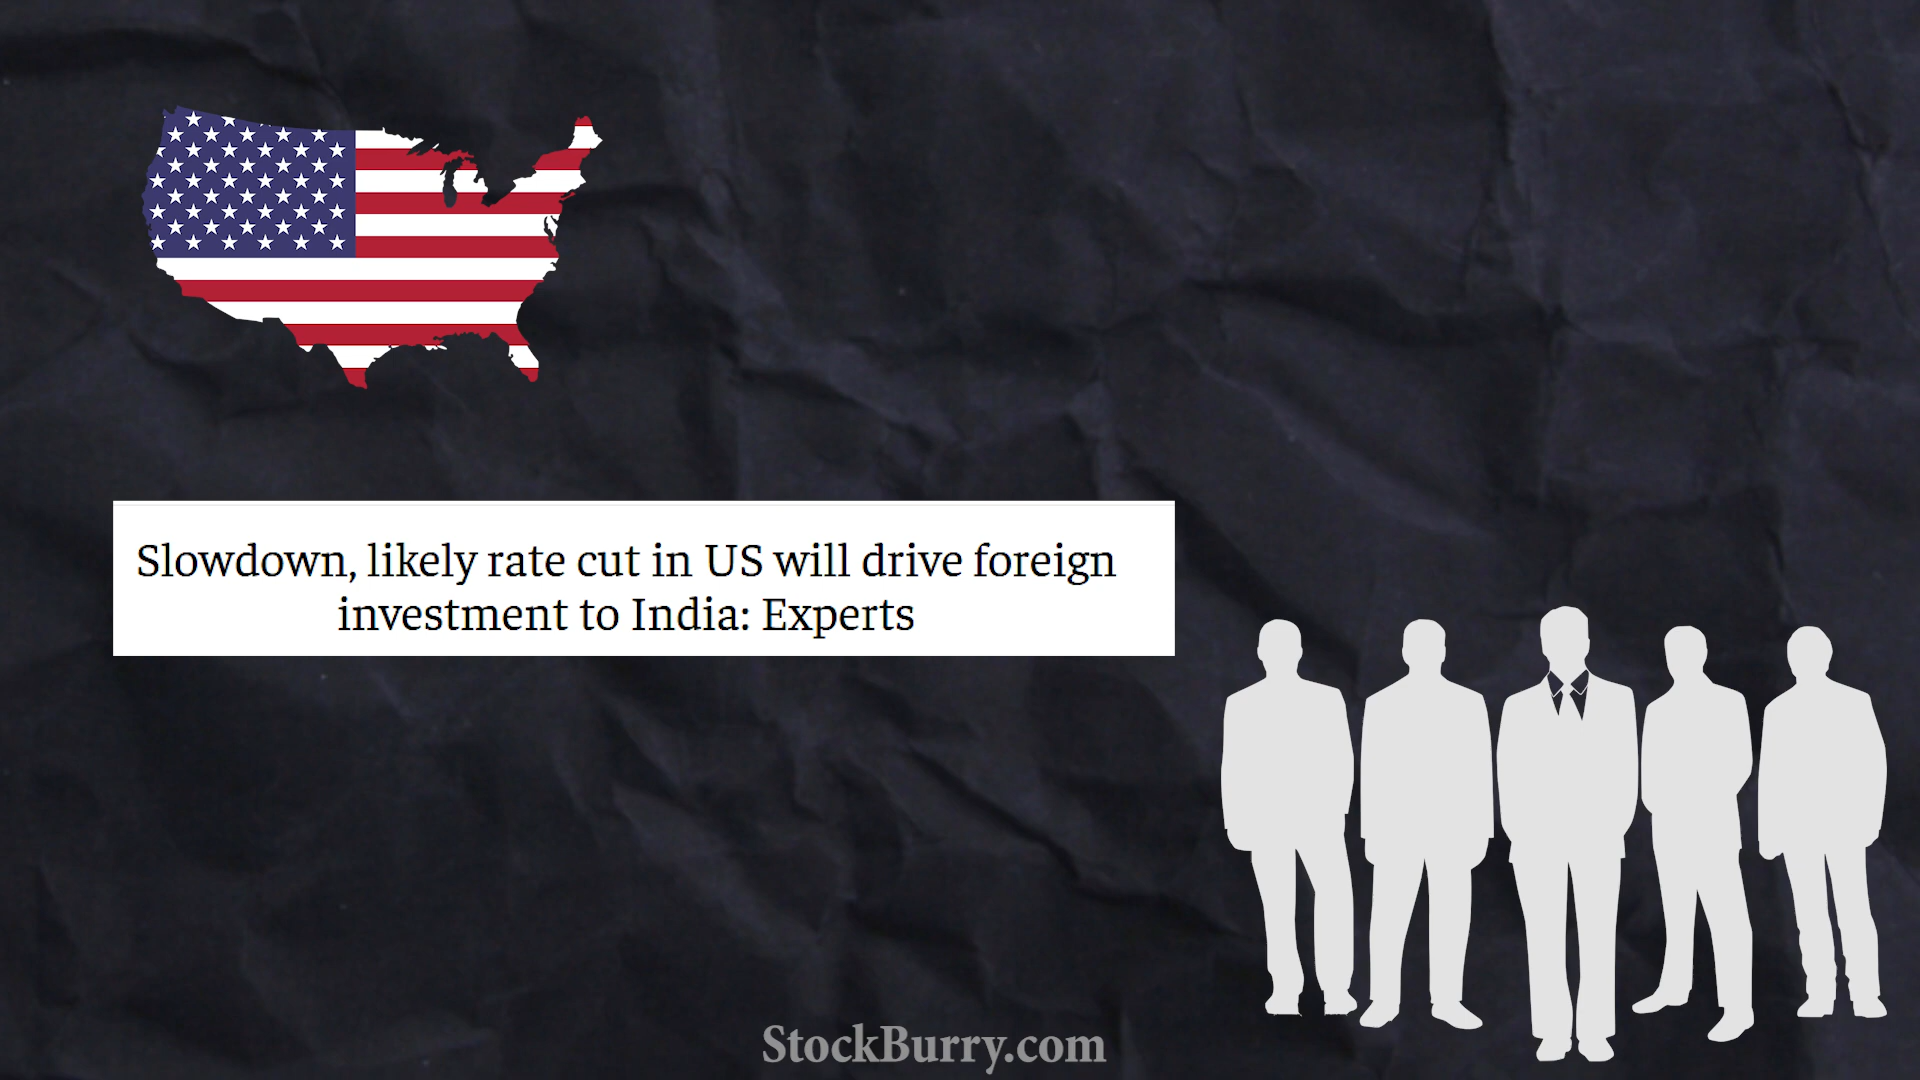 Slowdown, likely rate cut in US will drive foreign
investment to India: Experts
StockBurry.com